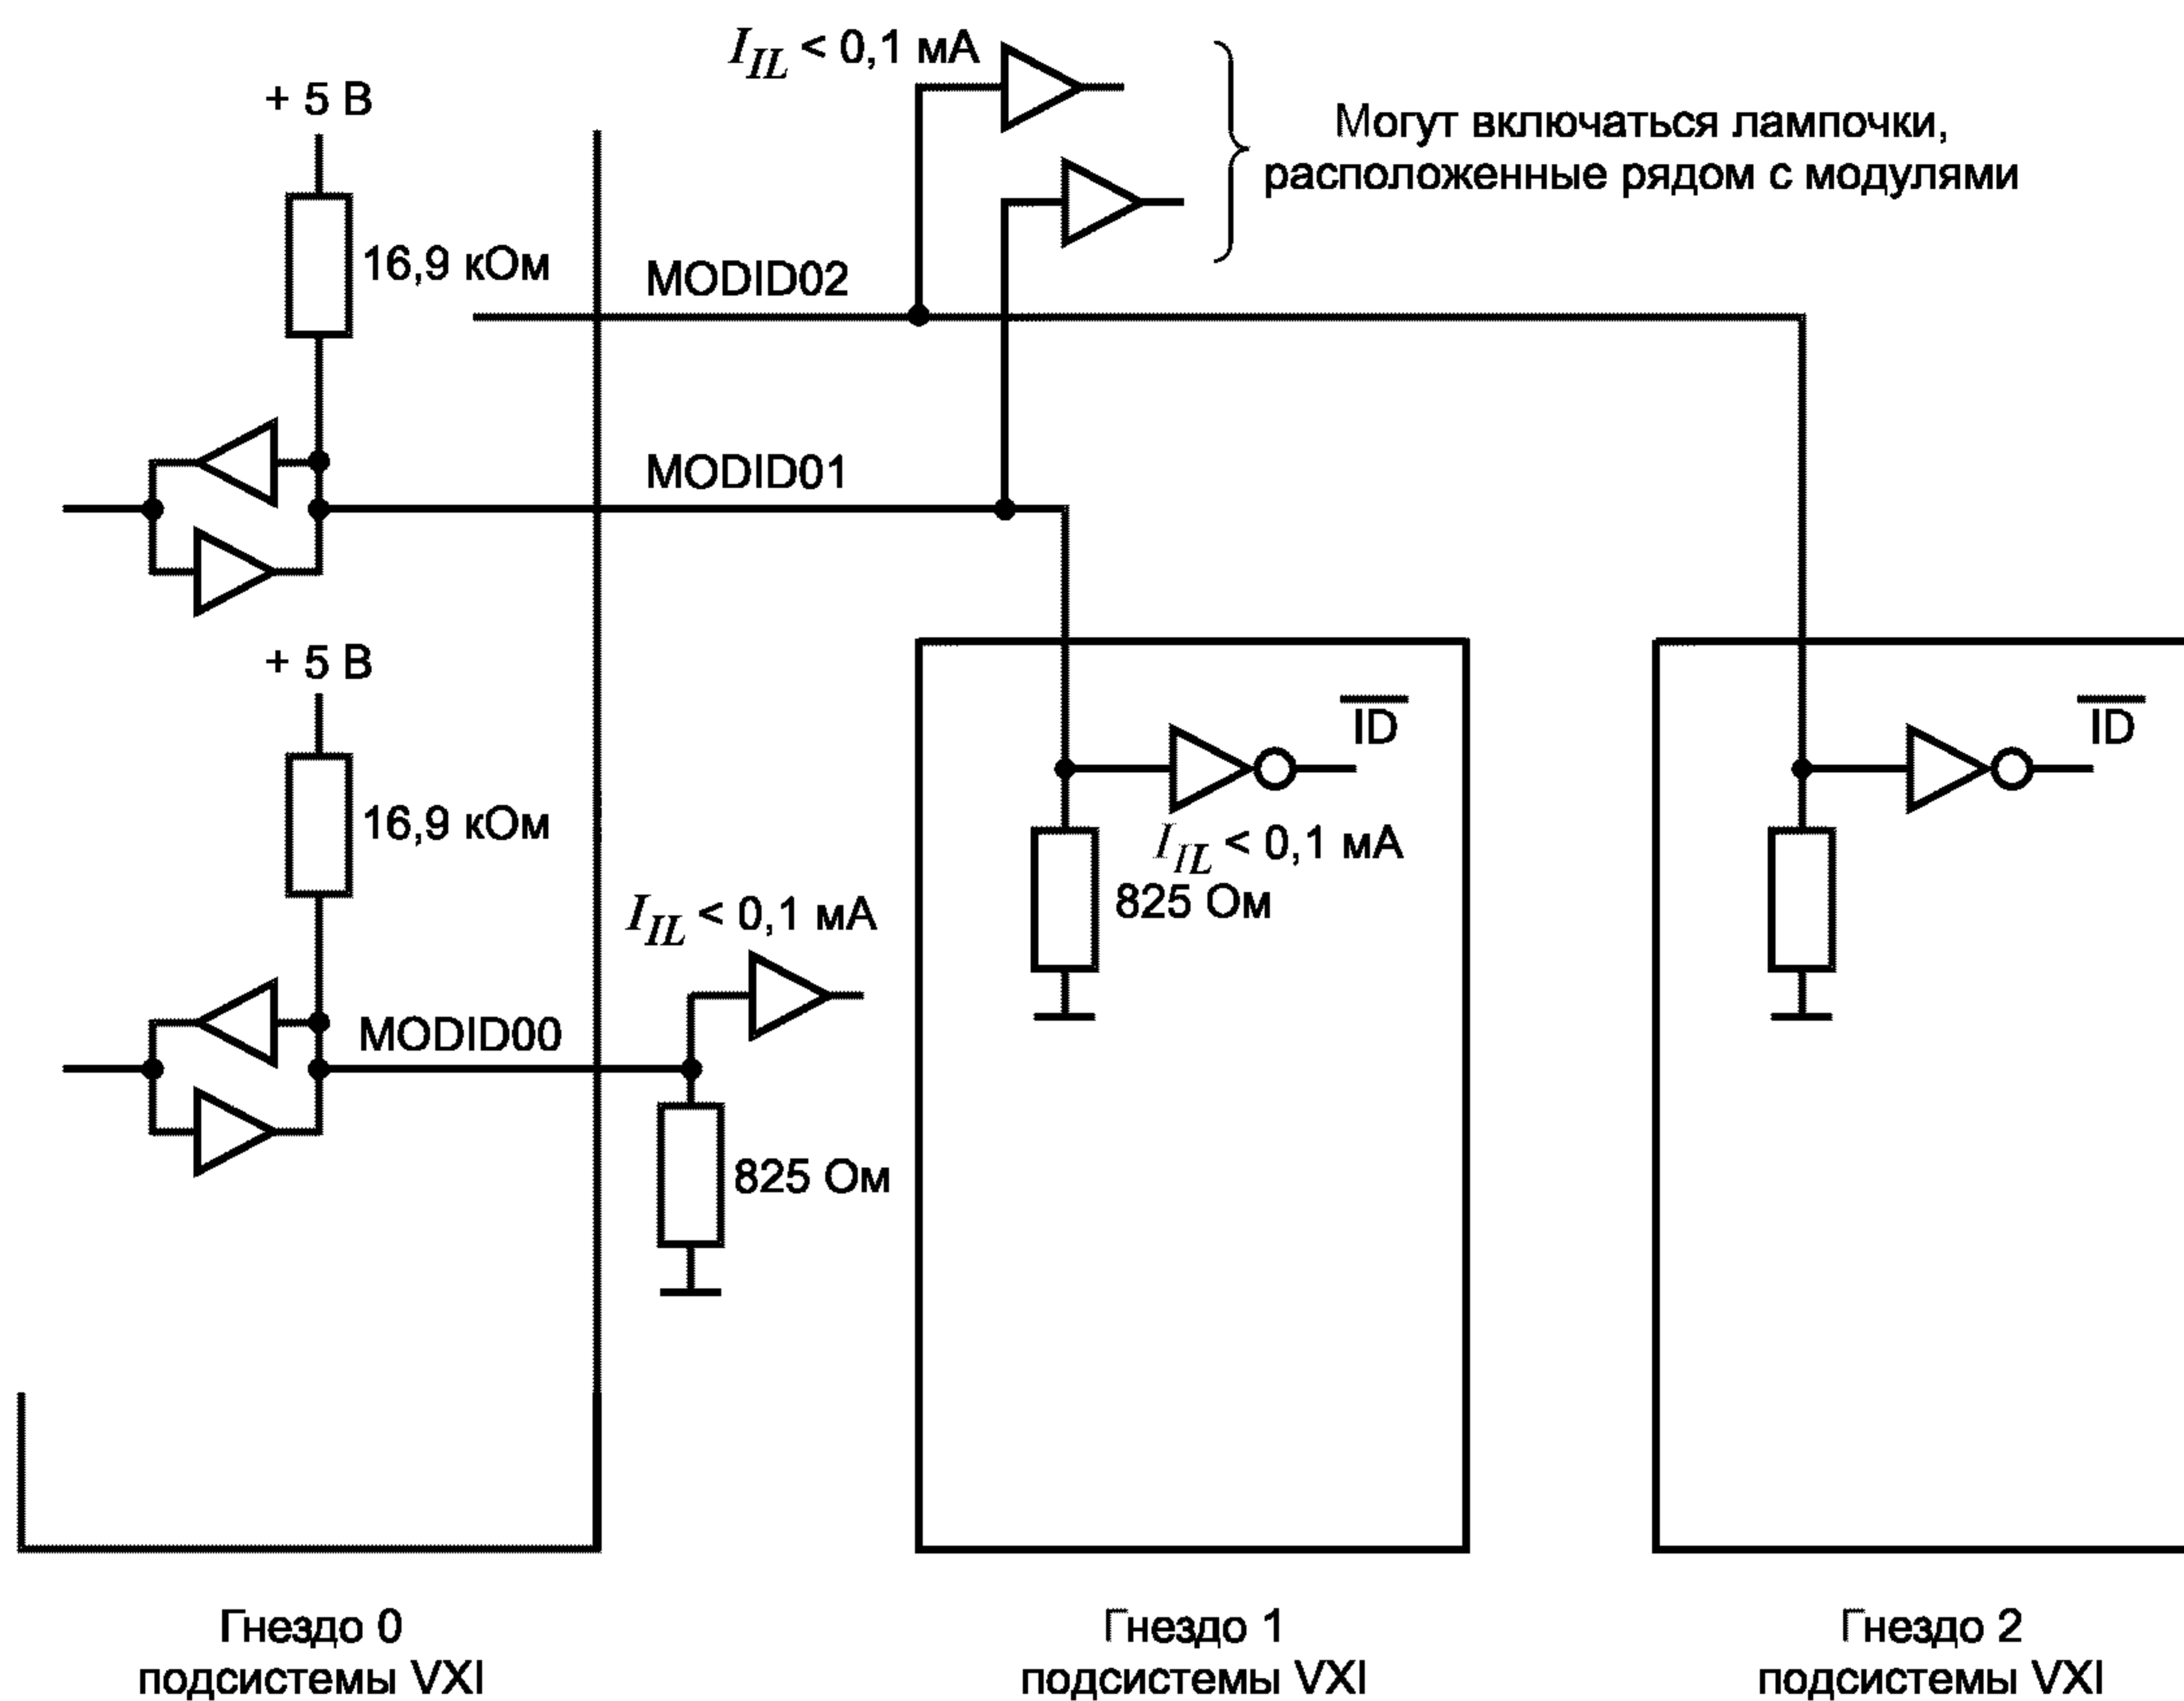 I_IL < 0,1 мА
+ 5 В
Могут включаться лампочки,
расположенные рядом с модулями
16,9 кОм
MODID02
MODID01
+ 5 В
ID
ID
16,9 кОм
I_IL < 0,1 мА
825 Ом
I_IL < 0,1 мА
MODID00
825 Ом
Гнездо 0
подсистемы VXI
Гнездо 1
подсистемы VXI
Гнездо 2
подсистемы VXI